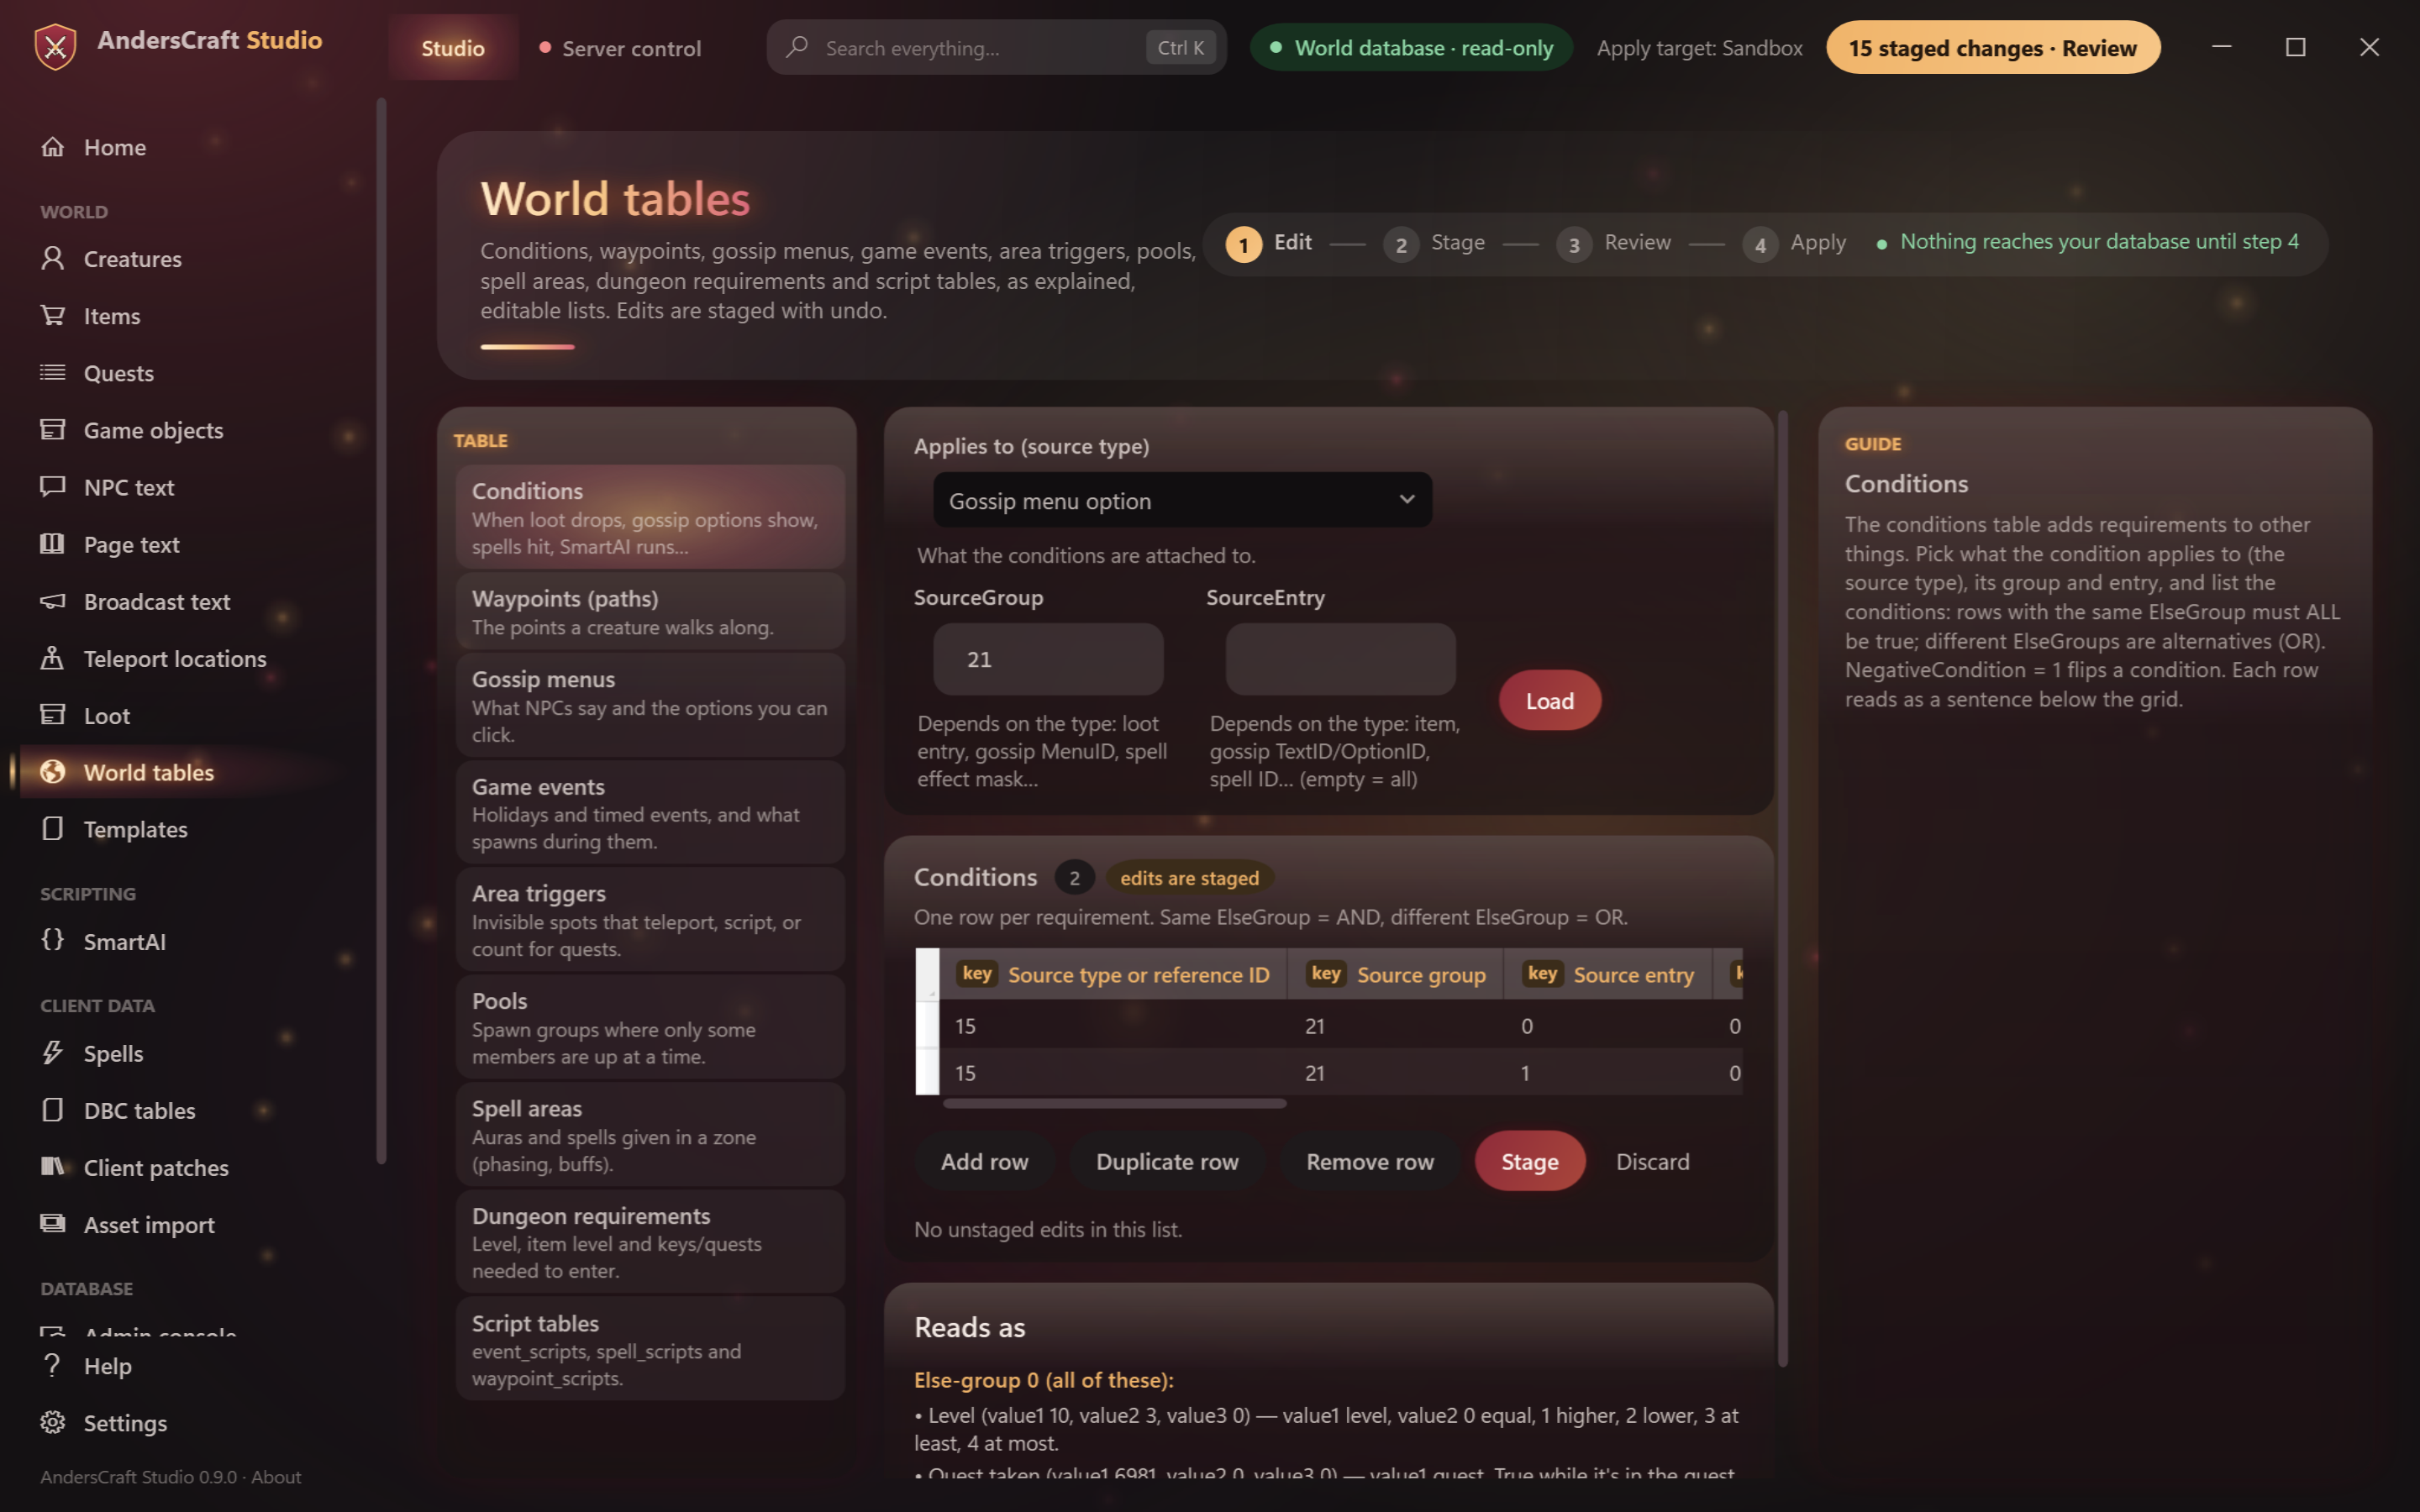 AndersCraft Studio
Studio
Server control
Search everything...
Ctrl K
World database · read-only
Apply target: Sandbox
15 staged changes · Review
Home
WORLD
Creatures
Items
Quests
Game objects
NPC text
Page text
Broadcast text
Teleport locations
Loot
World tables
Templates
SCRIPTING
SmartAI
CLIENT DATA
Spells
DBC tables
Client patches
Asset import
DATABASE
Admin console
Help
Settings
AndersCraft Studio 0.9.0 · About
World tables
Conditions, waypoints, gossip menus, game events, area triggers, pools,
spell areas, dungeon requirements and script tables, as explained,
editable lists. Edits are staged with undo.
1 Edit
2 Stage
3 Review
4 Apply
Nothing reaches your database until step 4
TABLE
Conditions
When loot drops, gossip options show,
spells hit, SmartAI runs...
Waypoints (paths)
The points a creature walks along.
Gossip menus
What NPCs say and the options you can
click.
Game events
Holidays and timed events, and what
spawns during them.
Area triggers
Invisible spots that teleport, script, or
count for quests.
Pools
Spawn groups where only some
members are up at a time.
Spell areas
Auras and spells given in a zone
(phasing, buffs).
Dungeon requirements
Level, item level and keys/quests
needed to enter.
Script tables
event_scripts, spell_scripts and
waypoint_scripts.
Applies to (source type)
Gossip menu option
What the conditions are attached to.
SourceGroup
21
Depends on the type: loot
entry, gossip MenuID, spell
effect mask...
SourceEntry
Depends on the type: item,
gossip TextID/OptionID,
spell ID... (empty = all)
Load
Conditions 2 edits are staged
One row per requirement. Same ElseGroup = AND, different ElseGroup = OR.
key Source type or reference ID key Source group key Source entry
15 21 0 0
15 21 1 0
Add row
Duplicate row
Remove row
Stage
Discard
No unstaged edits in this list.
Reads as
Else-group 0 (all of these):
• Level (value1 10, value2 3, value3 0) — value1 level, value2 0 equal, 1 higher, 2 lower, 3 at
least, 4 at most.
• Quest taken (value1 6981, value2 0, value3 0) — value1 quest. True while it's in the quest
GUIDE
Conditions
The conditions table adds requirements to other
things. Pick what the condition applies to (the
source type), its group and entry, and list the
conditions: rows with the same ElseGroup must ALL
be true; different ElseGroups are alternatives (OR).
NegativeCondition = 1 flips a condition. Each row
reads as a sentence below the grid.